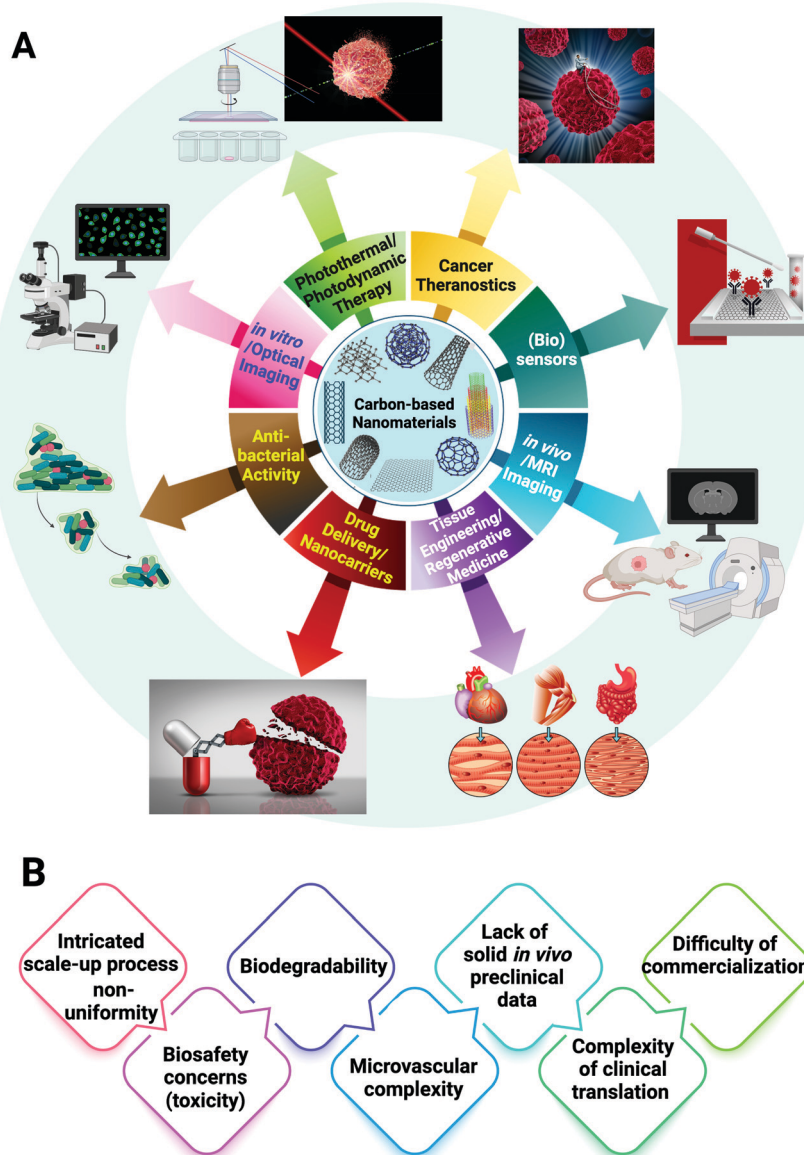 A
Photothermal/
Photodynamic
Therapy
Cancer
Theranostics
(Bio)
sensors
in vivo
/MRI
Imaging
Tissue
Engineering/
Regenerative
Medicine
Drug
Delivery/
Nanocarriers
Anti-
bacterial
Activity
in vitro
/Optical
Imaging
Carbon-based
Nanomaterials
B
Intricated
scale-up process
non-
uniformity
Biosafety
concerns
(toxicity)
Biodegradability
Microvascular
complexity
Lack of
solid in vivo
preclinical
data
Complexity
of clinical
translation
Difficulty of
commercialization